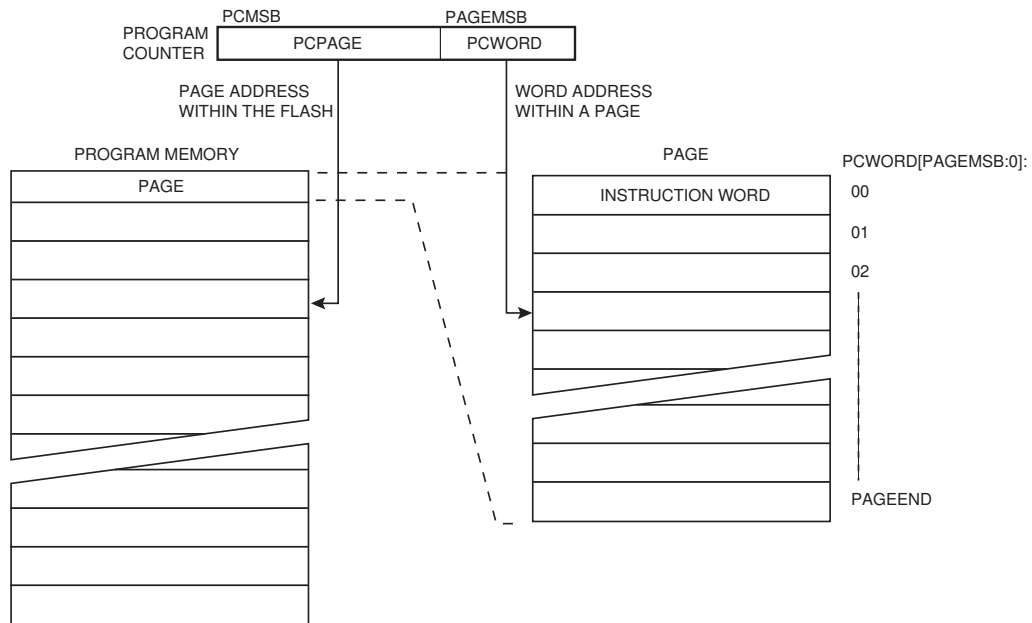 PCMSB
PAGEMSB
PROGRAM
COUNTER
PCPAGE
PCWORD
PAGE ADDRESS
WITHIN THE FLASH
WORD ADDRESS
WITHIN A PAGE
PROGRAM MEMORY
PAGE
PAGE
PCWORD[PAGEMSB:0]:
INSTRUCTION WORD
00
01
02
PAGEEND